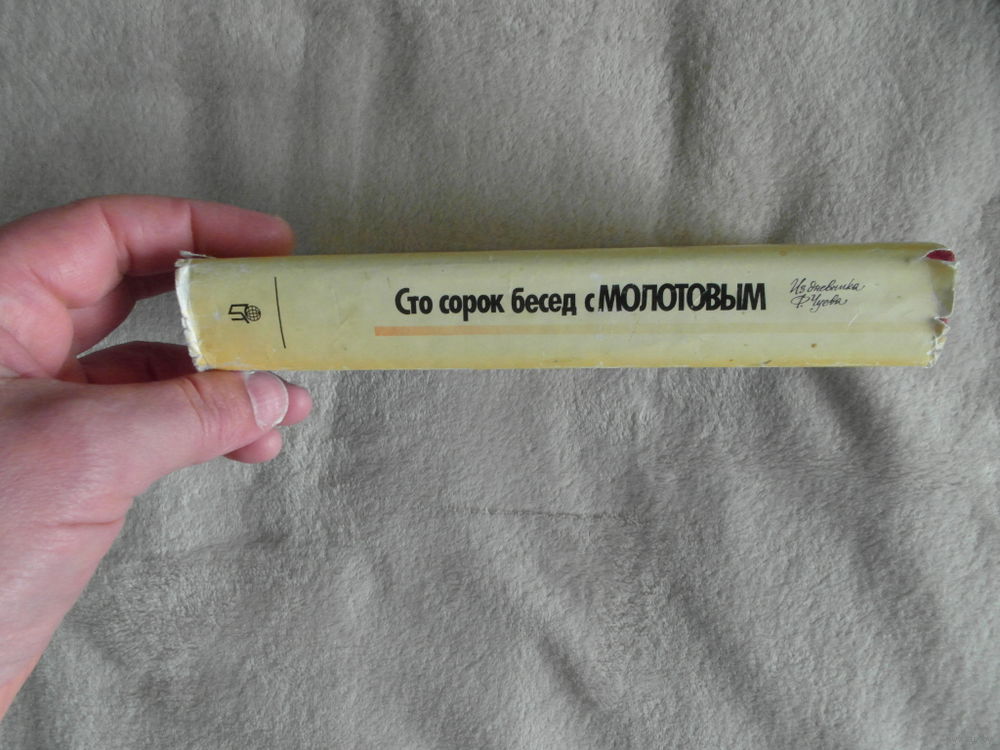 Сто сорок бесед с МОЛОТОВЫМ
Из дневника
Ф. Чуева